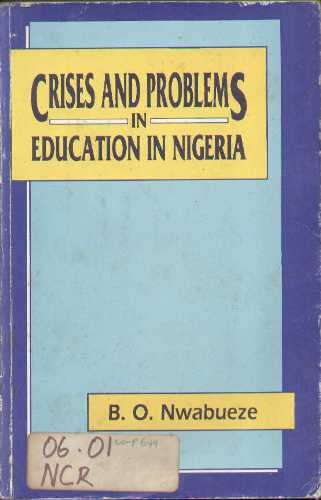 CRISES AND PROBLEMS
IN
EDUCATION IN NIGERIA
B. O. Nwabueze
06.01
NCR